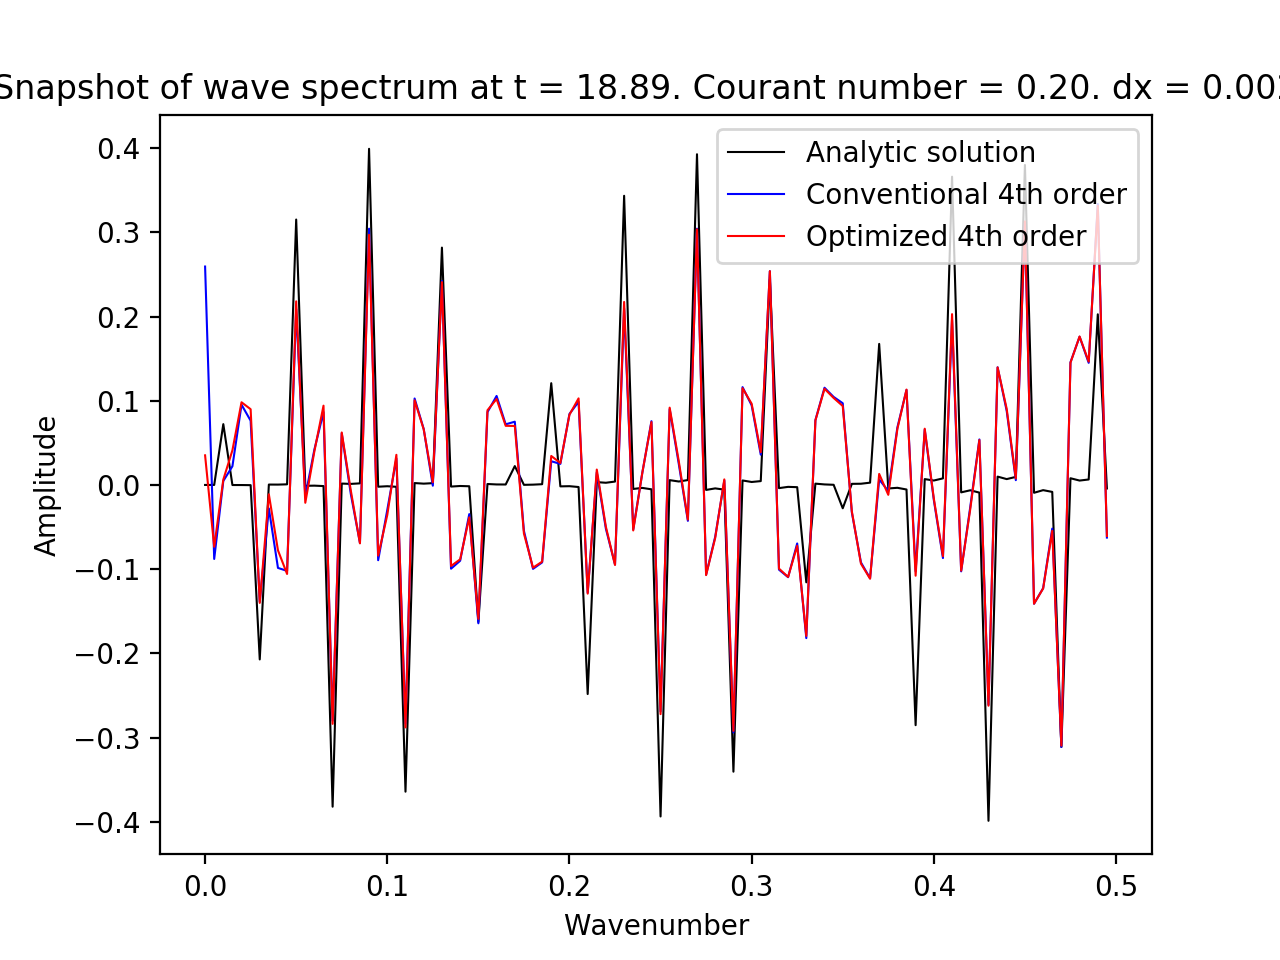 Snapshot of wave spectrum at t = 18.89. Courant number = 0.20. dx = 0.002
Analytic solution
Conventional 4th order
Optimized 4th order
0.4
0.3
0.2
0.1
0.0
−0.1
−0.2
−0.3
−0.4
Amplitude
0.0 0.1 0.2 0.3 0.4 0.5
Wavenumber